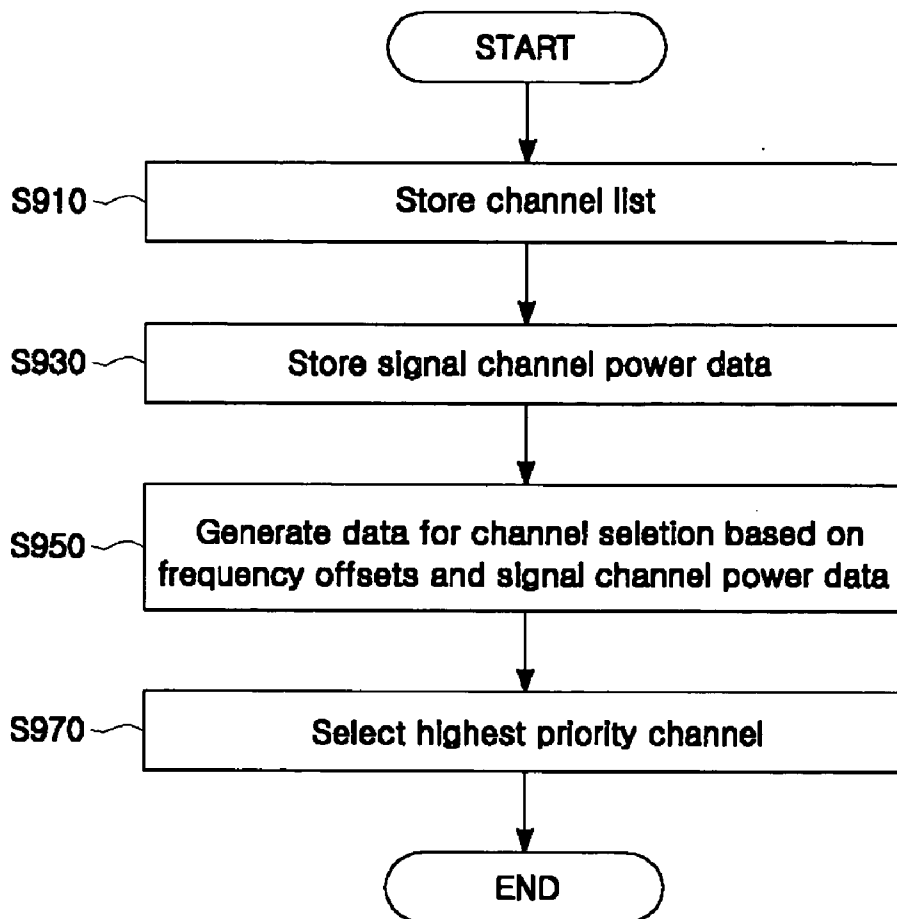 START
S910
Store channel list
S930
Store signal channel power data
S950
Generate data for channel seletion based on
frequency offsets and signal channel power data
S970
Select highest priority channel
END